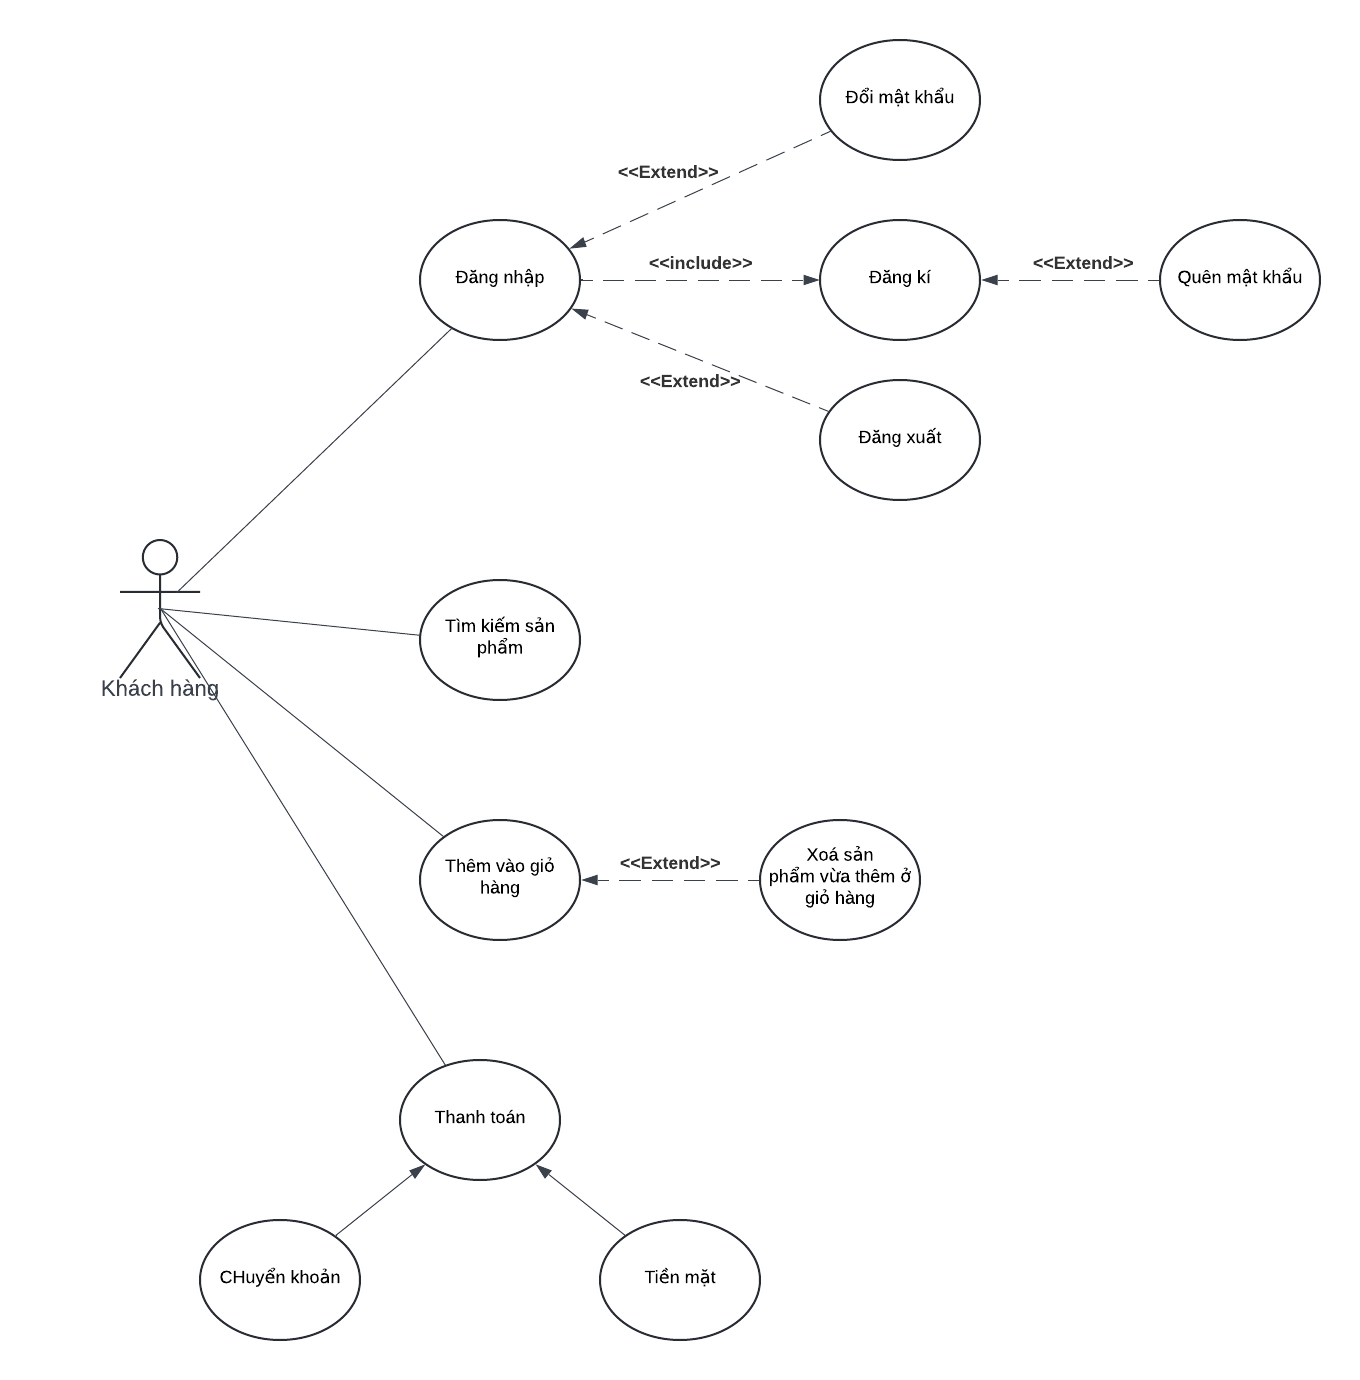 Đổi mật khẩu
<<Extend>>
Đăng nhập
<<include>>
Đăng kí
<<Extend>>
Quên mật khẩu
<<Extend>>
Đăng xuất
Khách hàng
Tìm kiếm sản
phẩm
Thêm vào giỏ
hàng
<<Extend>>
Xoá sản
phẩm vừa thêm ở
giỏ hàng
Thanh toán
CHuyển khoản
Tiền mặt